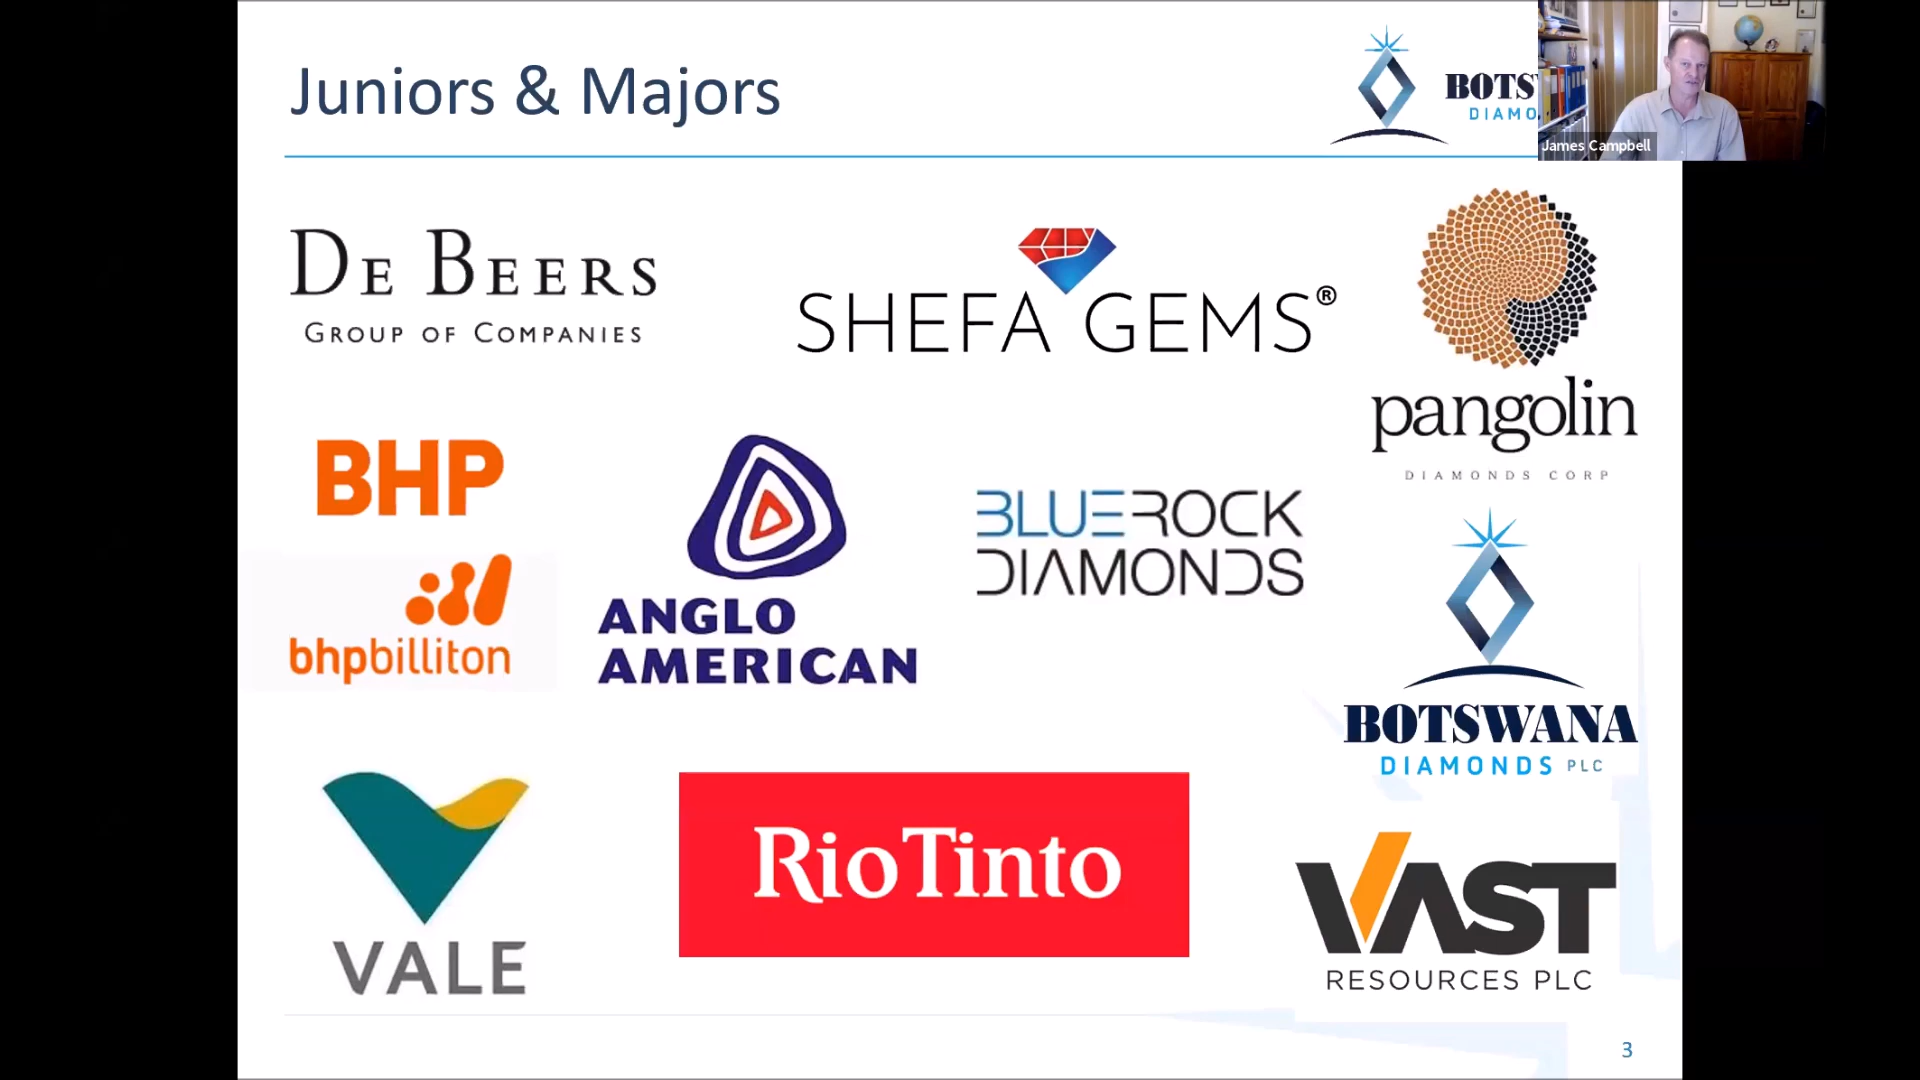 Juniors & Majors
BOTS
DIAMO
James Campbell
DE BEERS
GROUP OF COMPANIES
SHEFA GEMS®
pangolin
DIAMONDS CORP
BHP
bhpbilliton
ANGLO
AMERICAN
BLUEROCK
DIAMONDS
BOTSWANA
DIAMONDS PLC
VALE
RioTinto
VAST
RESOURCES PLC
3